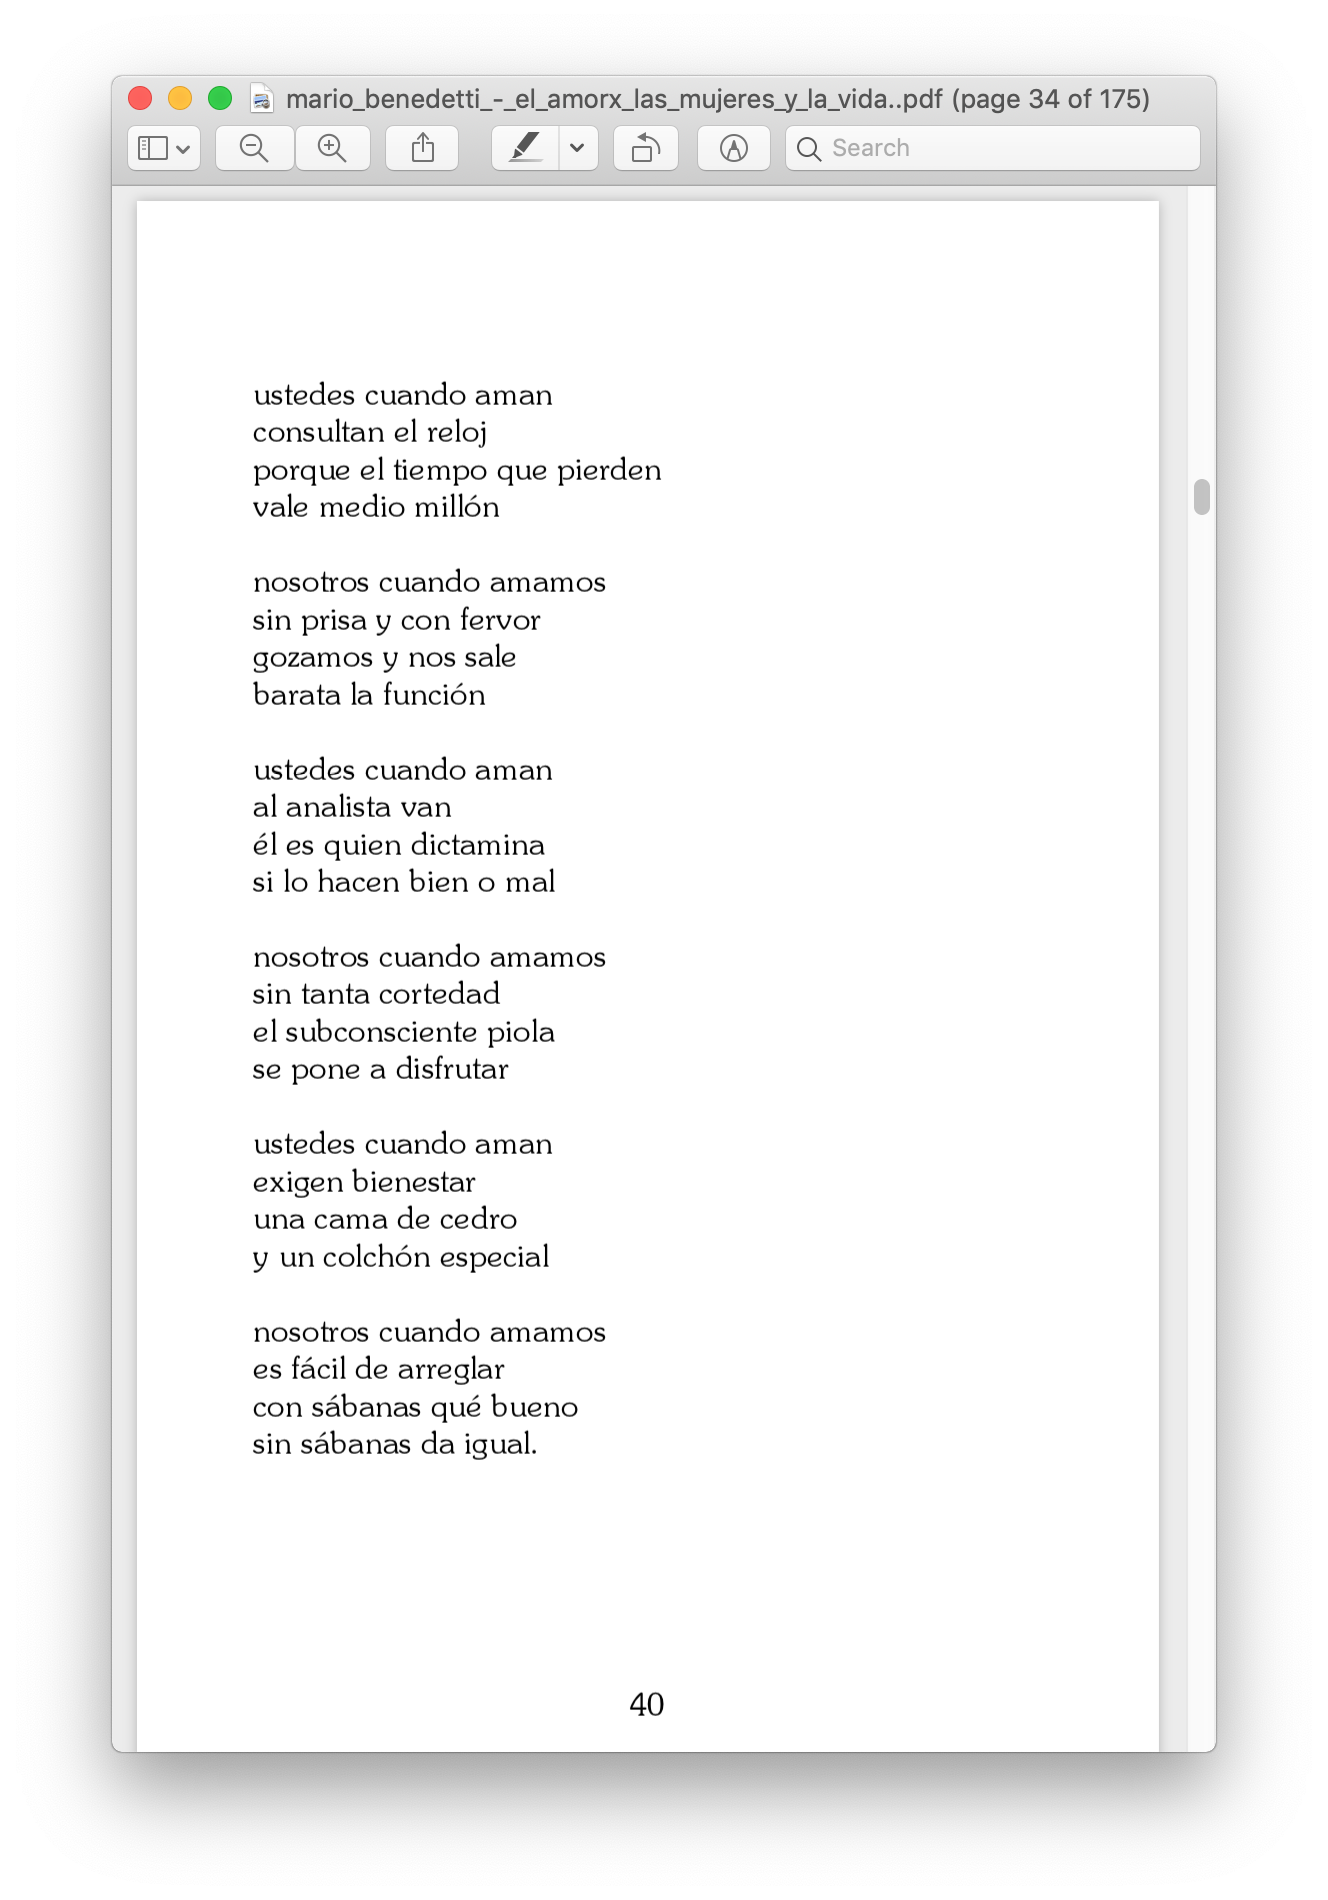 mario_benedetti_-_el_amorx_las_mujeres_y_la_vida..pdf (page 34 of 175)
Search
ustedes cuando aman
consultan el reloj
porque el tiempo que pierden
vale medio millón
nosotros cuando amamos
sin prisa y con fervor
gozamos y nos sale
barata la función
ustedes cuando aman
al analista van
él es quien dictamina
si lo hacen bien o mal
nosotros cuando amamos
sin tanta cortedad
el subconsciente piola
se pone a disfrutar
ustedes cuando aman
exigen bienestar
una cama de cedro
y un colchón especial
nosotros cuando amamos
es fácil de arreglar
con sábanas qué bueno
sin sábanas da igual.
40